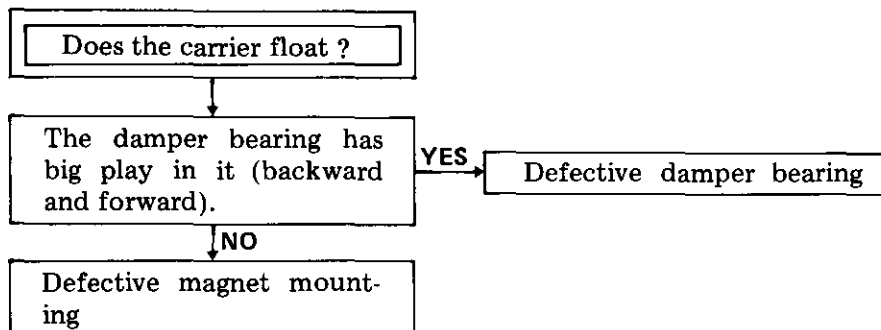 Does the carrier float ?
The damper bearing has
big play in it (backward
and forward).
YES
Defective damper bearing
NO
Defective magnet mount-
ing